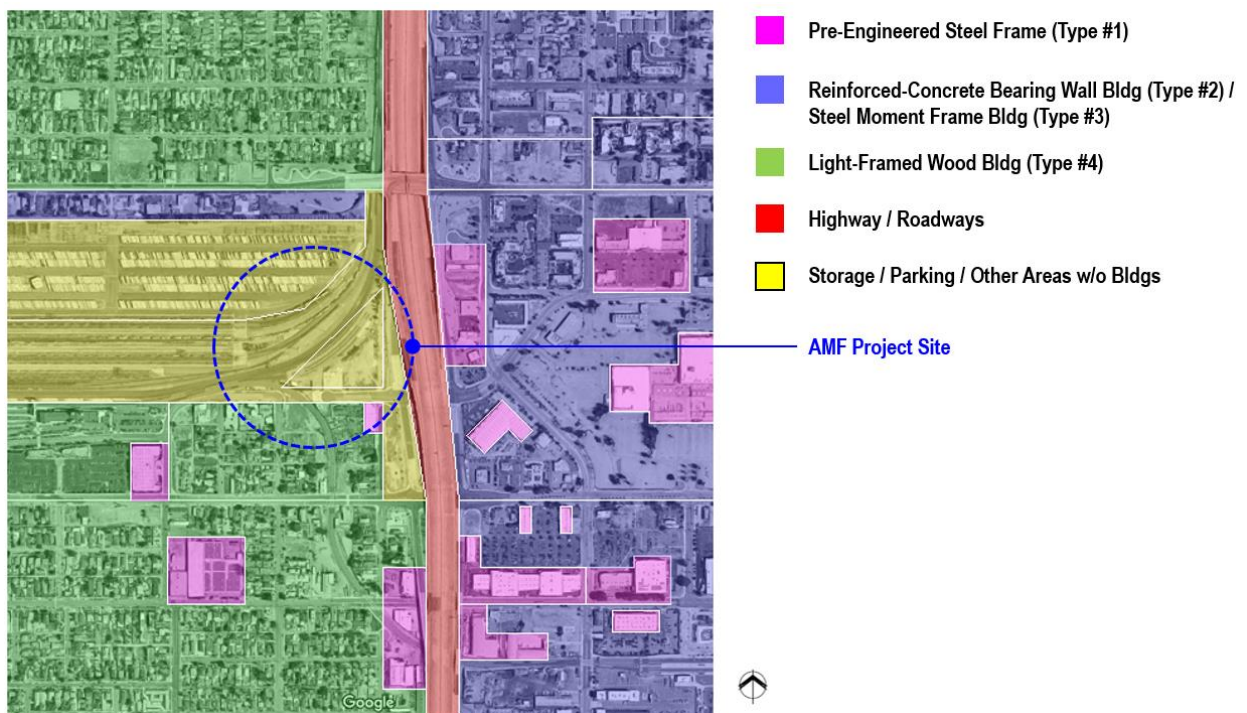 Pre-Engineered Steel Frame (Type #1)
Reinforced-Concrete Bearing Wall Bldg (Type #2) /
Steel Moment Frame Bldg (Type #3)
Light-Framed Wood Bldg (Type #4)
Highway / Roadways
Storage / Parking / Other Areas w/o Bldgs
AMF Project Site
Google